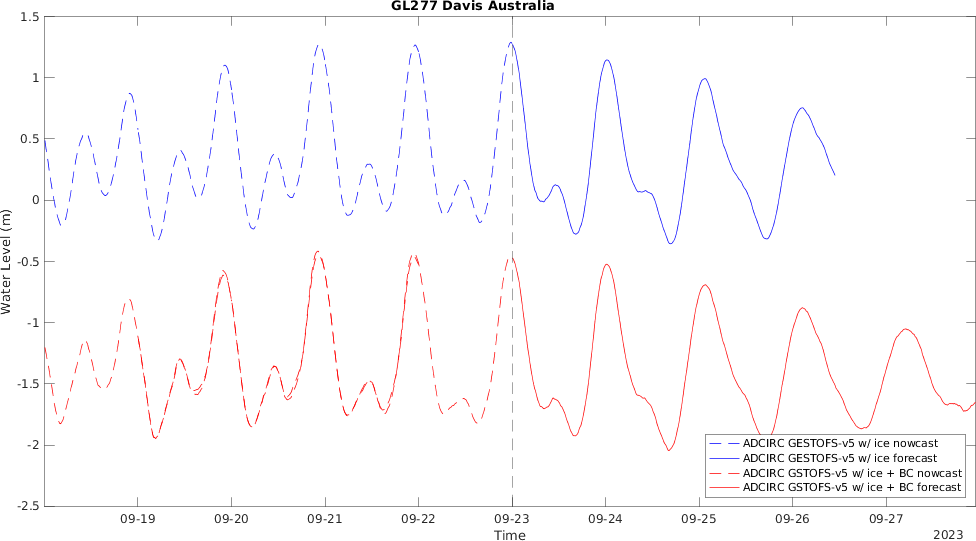 GL277 Davis Australia
1.5
1
0.5
0
-0.5
-1
-1.5
-2
-2.5
Water Level (m)
ADCIRC GESTOFS-v5 w/ ice nowcast
ADCIRC GESTOFS-v5 w/ ice forecast
ADCIRC GSTOFS-v5 w/ ice + BC nowcast
ADCIRC GSTOFS-v5 w/ ice + BC forecast
09-19 09-20 09-21 09-22 09-23 09-24 09-25 09-26 09-27
Time
2023